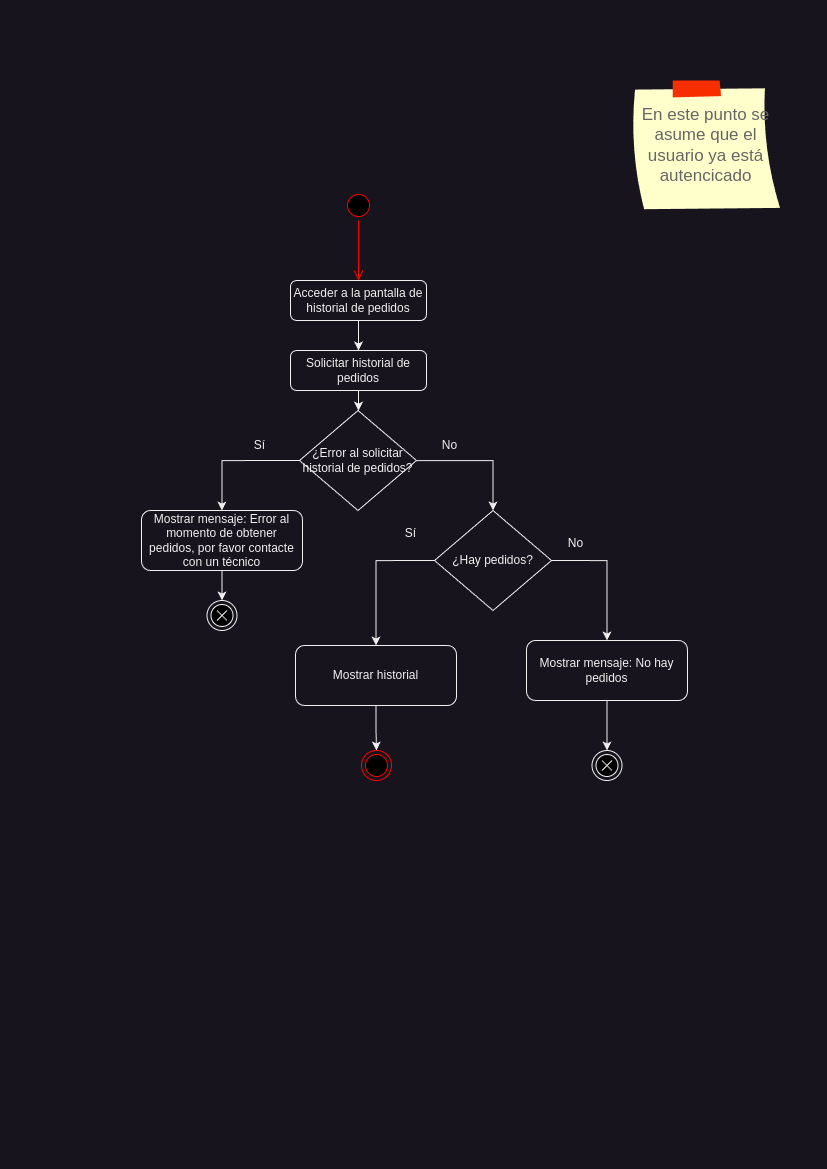 En este punto se
asume que el
usuario ya está
autencicado
Acceder a la pantalla de
historial de pedidos
Solicitar historial de
pedidos
¿Error al solicitar
historial de pedidos?
Sí
No
Mostrar mensaje: Error al
momento de obtener
pedidos, por favor contacte
con un técnico
¿Hay pedidos?
Sí
No
Mostrar historial
Mostrar mensaje: No hay
pedidos